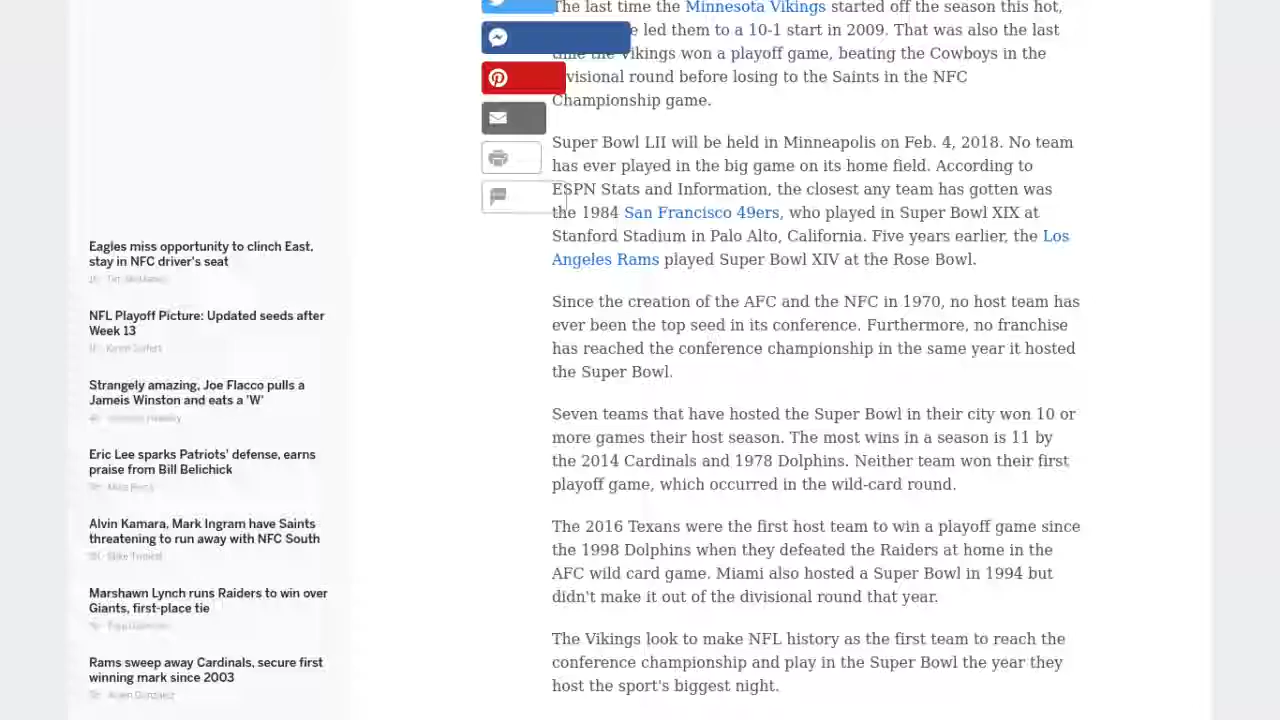 The last time the Minnesota Vikings started off the season this hot,
led them to a 10-1 start in 2009. That was also the last
time the Vikings won a playoff game, beating the Cowboys in the
divisional round before losing to the Saints in the NFC
Championship game.
Super Bowl LII will be held in Minneapolis on Feb. 4, 2018. No team
has ever played in the big game on its home field. According to
ESPN Stats and Information, the closest any team has gotten was
the 1984 San Francisco 49ers, who played in Super Bowl XIX at
Stanford Stadium in Palo Alto, California. Five years earlier, the Los
Angeles Rams played Super Bowl XIV at the Rose Bowl.
Since the creation of the AFC and the NFC in 1970, no host team has
ever been the top seed in its conference. Furthermore, no franchise
has reached the conference championship in the same year it hosted
the Super Bowl.
Seven teams that have hosted the Super Bowl in their city won 10 or
more games their host season. The most wins in a season is 11 by
the 2014 Cardinals and 1978 Dolphins. Neither team won their first
playoff game, which occurred in the wild-card round.
The 2016 Texans were the first host team to win a playoff game since
the 1998 Dolphins when they defeated the Raiders at home in the
AFC wild card game. Miami also hosted a Super Bowl in 1994 but
didn't make it out of the divisional round that year.
The Vikings look to make NFL history as the first team to reach the
conference championship and play in the Super Bowl the year they
host the sport's biggest night.
Eagles miss opportunity to clinch East,
stay in NFC driver's seat
NFL Playoff Picture: Updated seeds after
Week 13
Strangely amazing, Joe Flacco pulls a
Jameis Winston and eats a 'W'
Eric Lee sparks Patriots' defense, earns
praise from Bill Belichick
Alvin Kamara, Mark Ingram have Saints
threatening to run away with NFC South
Marshawn Lynch runs Raiders to win over
Giants, first-place tie
Rams sweep away Cardinals, secure first
winning mark since 2003